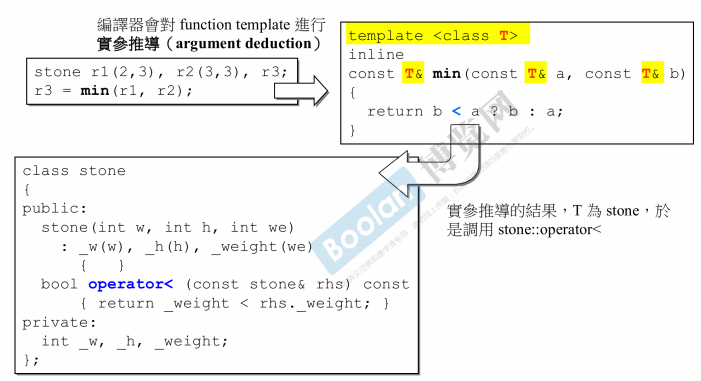 編譯器會對 function template 進行
實參推導（argument deduction）
stone r1(2,3), r2(3,3), r3;
r3 = min(r1, r2);
template <class T>
inline
const T& min(const T& a, const T& b)
{
return b < a ? b : a;
}
class stone
{
public:
stone(int w, int h, int we)
: _w(w), _h(h), _weight(we)
{ }
bool operator< (const stone& rhs) const
{ return _weight < rhs._weight; }
private:
int _w, _h, _weight;
};
實參推導的結果，T 為 stone，於
是調用 stone::operator<
Boolan 博覽网